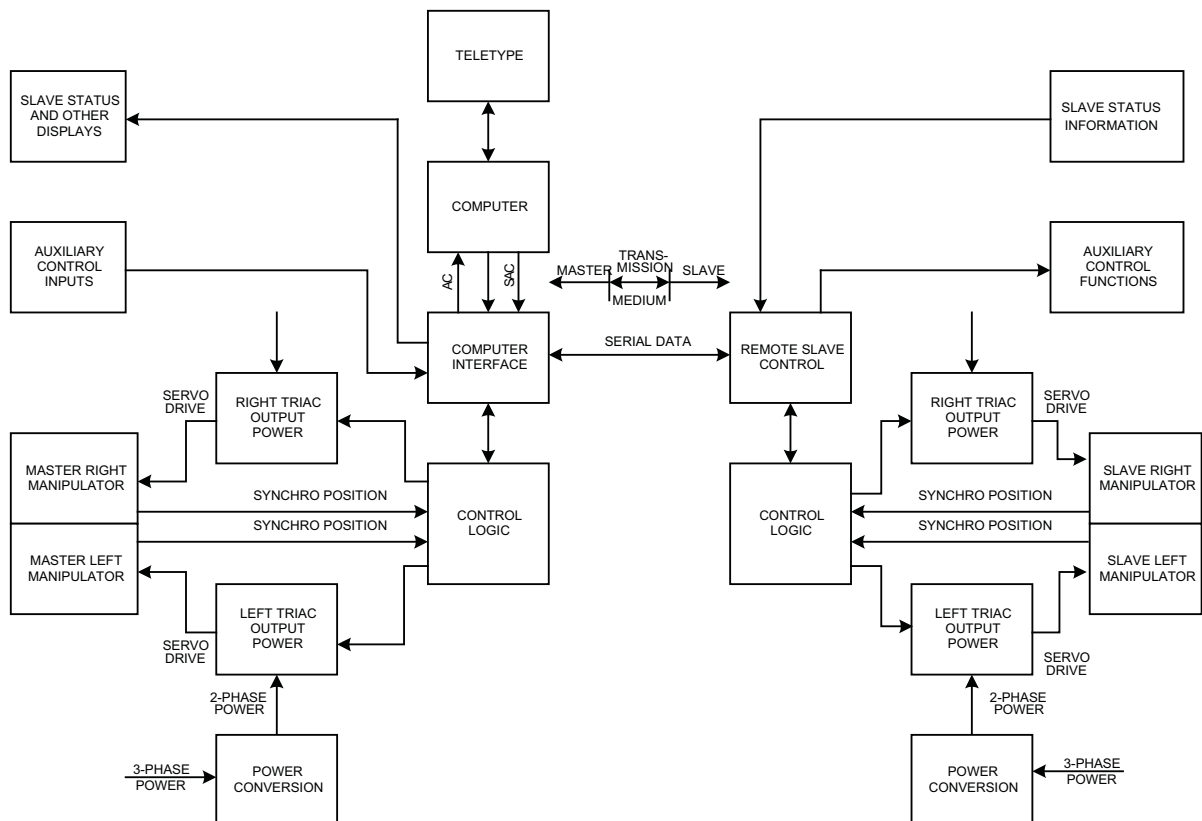 TELETYPE
SLAVE STATUS
AND OTHER
DISPLAYS
SLAVE STATUS
INFORMATION
COMPUTER
AUXILIARY
CONTROL
INPUTS
AC
SAC
MASTER
TRANS-
MISSION
MEDIUM
SLAVE
AUXILIARY
CONTROL
FUNCTIONS
COMPUTER
INTERFACE
SERIAL DATA
REMOTE SLAVE
CONTROL
SERVO
DRIVE
RIGHT TRIAC
OUTPUT
POWER
RIGHT TRIAC
OUTPUT
POWER
SERVO
DRIVE
MASTER RIGHT
MANIPULATOR
SYNCHRO POSITION
SYNCHRO POSITION
CONTROL
LOGIC
CONTROL
LOGIC
SYNCHRO POSITION
SYNCHRO POSITION
SLAVE RIGHT
MANIPULATOR
MASTER LEFT
MANIPULATOR
SLAVE LEFT
MANIPULATOR
LEFT TRIAC
OUTPUT
POWER
SERVO
DRIVE
LEFT TRIAC
OUTPUT
POWER
SERVO
DRIVE
2-PHASE
POWER
2-PHASE
POWER
3-PHASE
POWER
POWER
CONVERSION
POWER
CONVERSION
3-PHASE
POWER